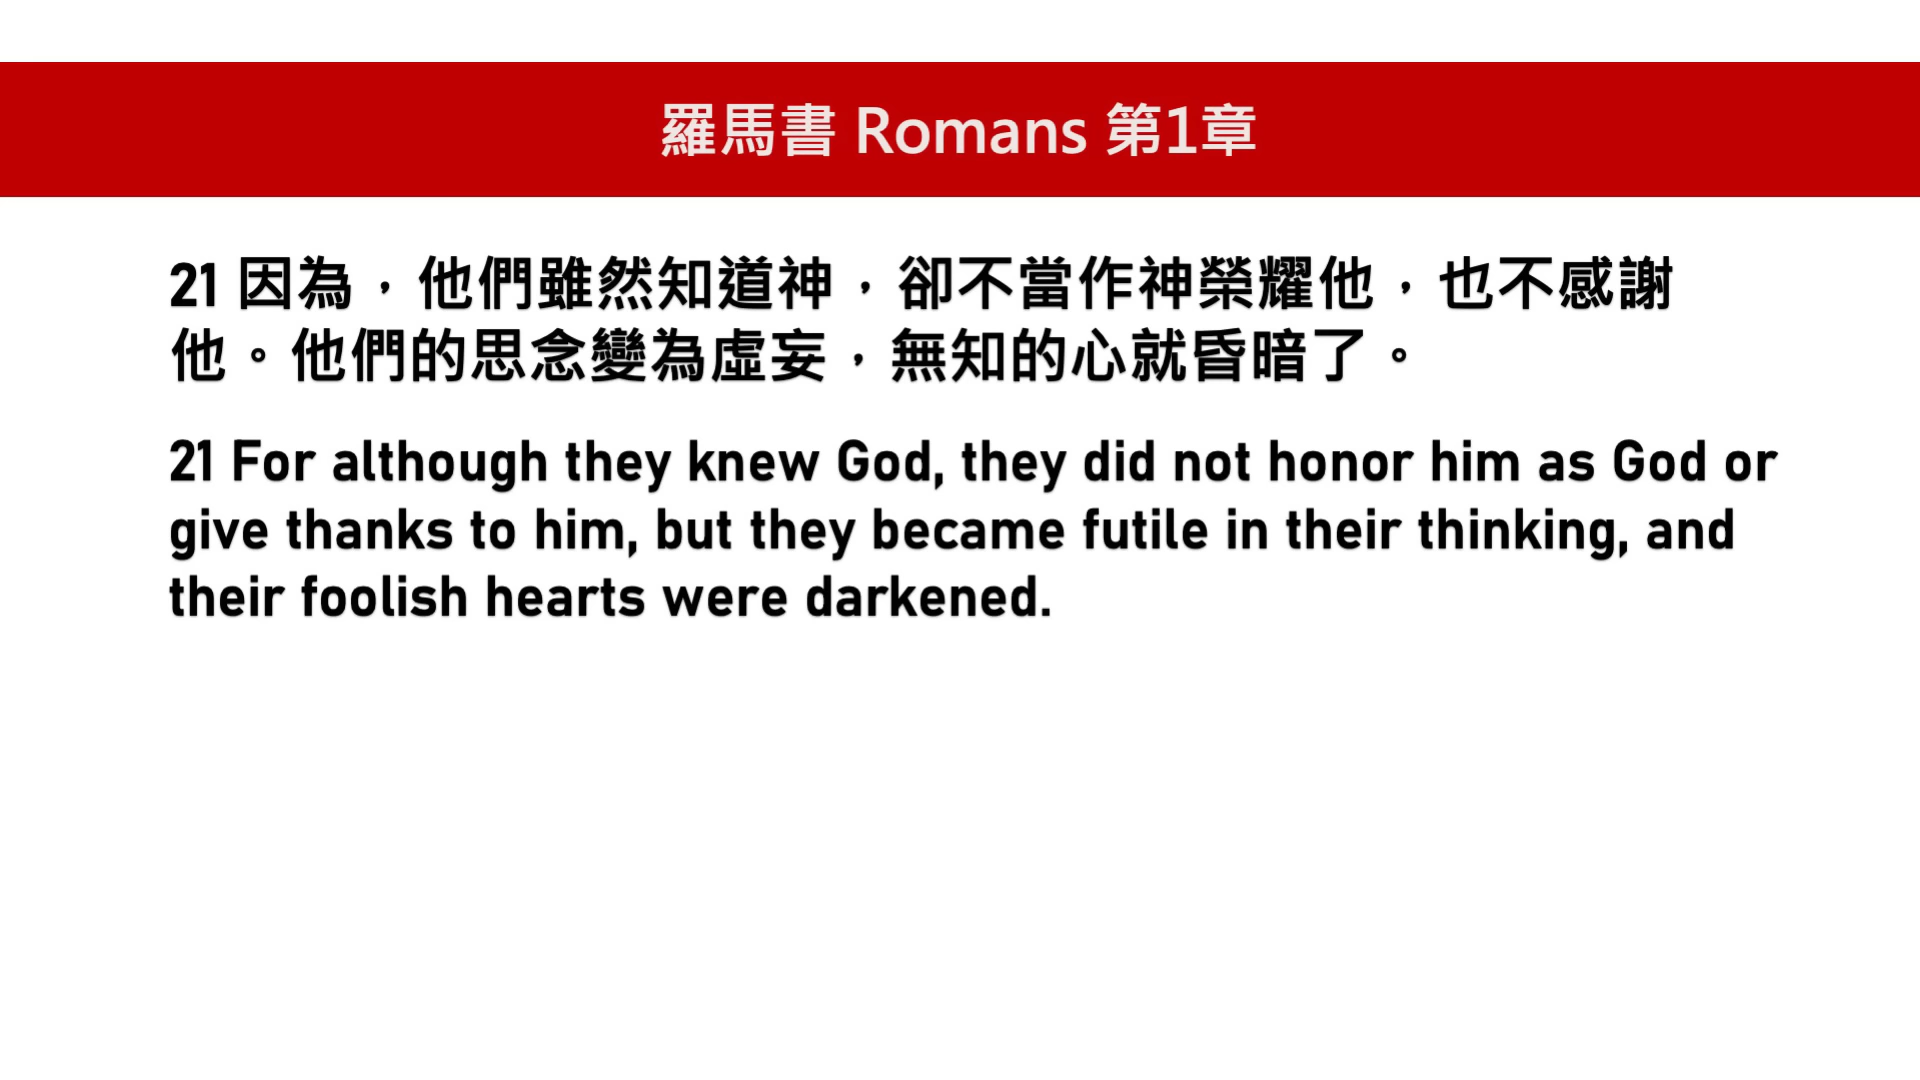 羅馬書 Romans 第1章
21 因為，他們雖然知道神，卻不當作神榮耀他，也不感謝
他。他們的思念變為虛妄，無知的心就昏暗了。
21 For although they knew God, they did not honor him as God or
give thanks to him, but they became futile in their thinking, and
their foolish hearts were darkened.